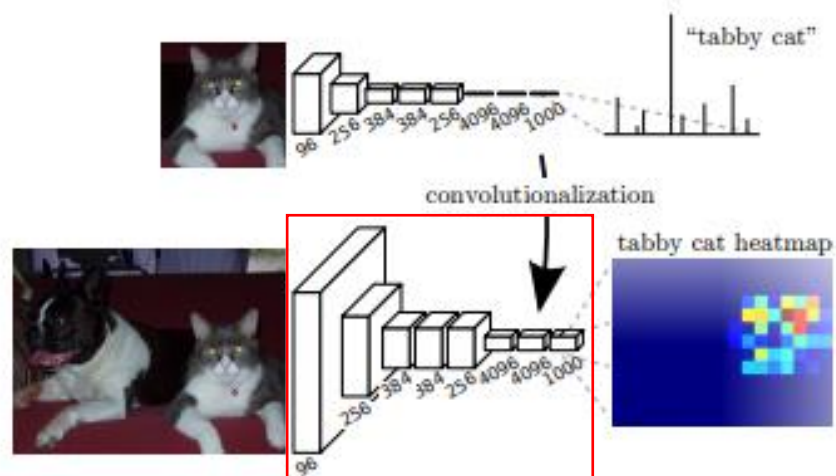 “tabby cat”
96 256 384 384 256 4096 4096 1000
convolutionalization
tabby cat heatmap
96 256 384 384 256 4096 4096 1000